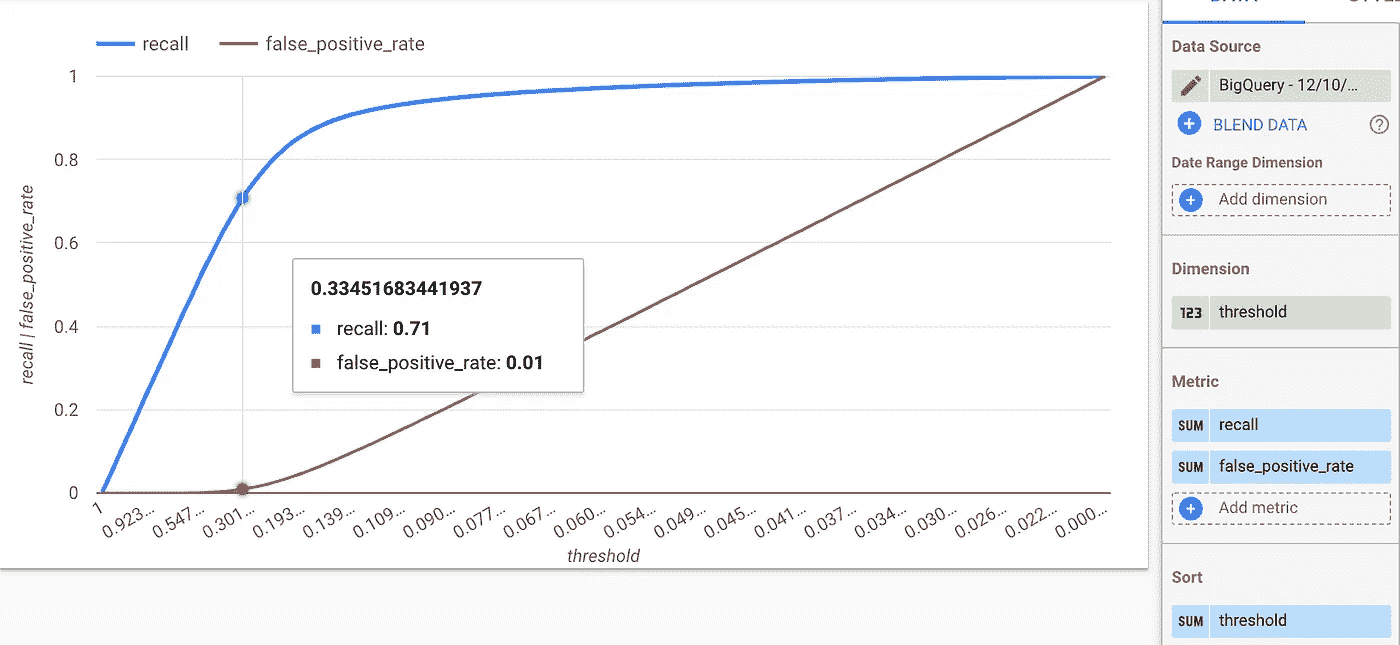 recall false_positive_rate
1
0.8
0.6
0.4
0.2
0
recall | false_positive_rate
0.33451683441937
recall: 0.71
false_positive_rate: 0.01
1 0.923... 0.547... 0.301... 0.193... 0.139... 0.109... 0.090... 0.077... 0.067... 0.060... 0.054... 0.049... 0.045... 0.041... 0.037... 0.034... 0.030... 0.026... 0.022... 0.000...
threshold
Data Source
BigQuery - 12/10/...
BLEND DATA
Date Range Dimension
Add dimension
Dimension
123 threshold
Metric
SUM recall
SUM false_positive_rate
Add metric
Sort
SUM threshold